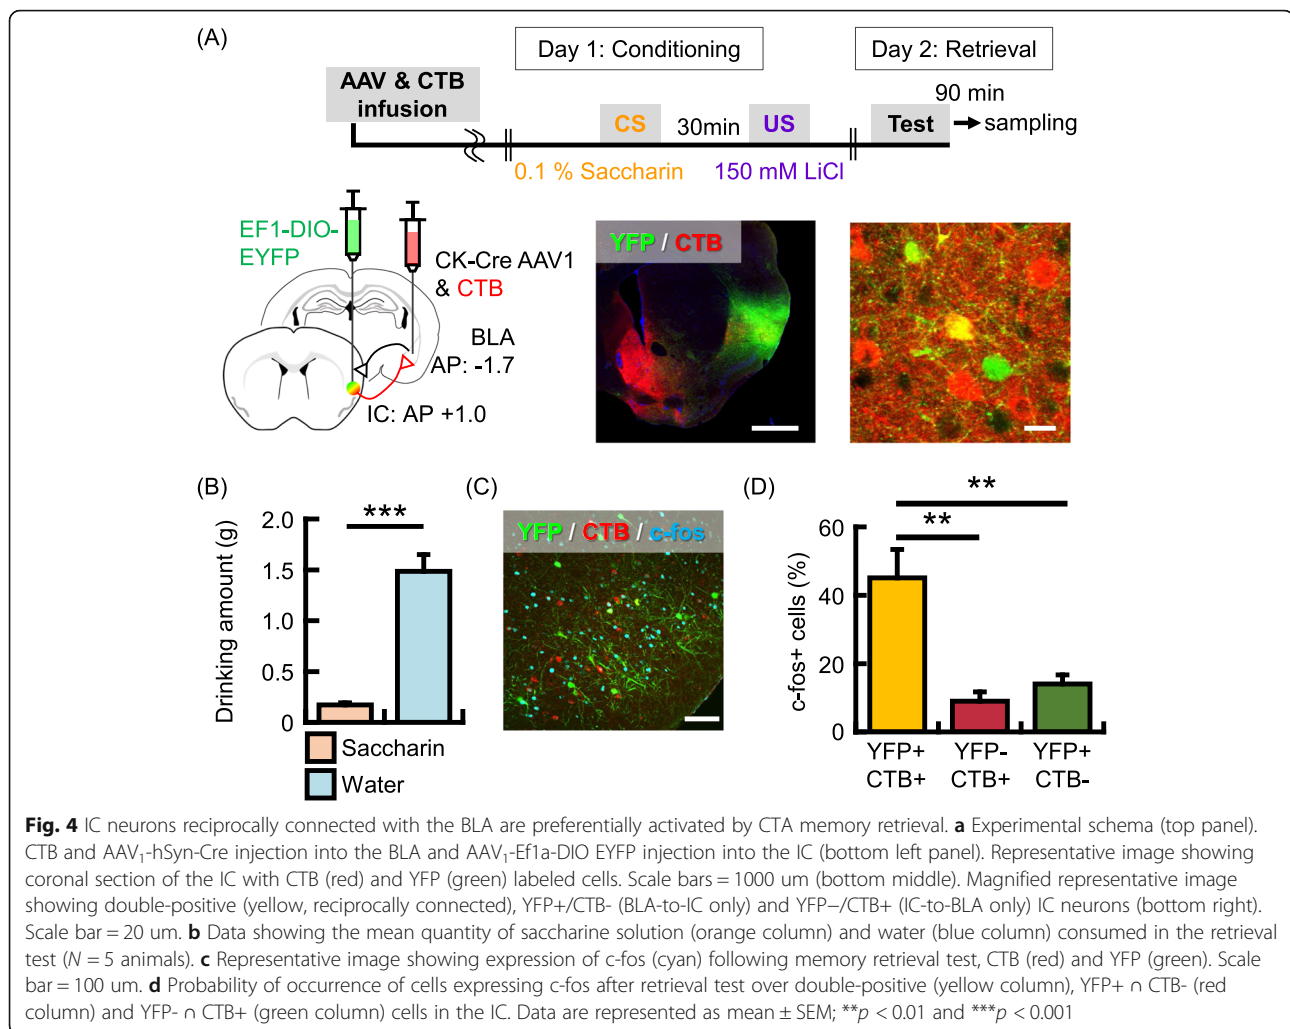 (A)
Day 1: Conditioning
Day 2: Retrieval
AAV & CTB
infusion
90 min
CS
30min
US
Test
sampling
0.1 % Saccharin
150 mM LiCl
EF1-DIO-
EYFP
CK-Cre AAV1
& CTB
BLA
AP: -1.7
IC: AP +1.0
YFP / CTB
(B)
***
Drinking amount (g)
2.0
1.5
1.0
0.5
0
Saccharin
Water
(C)
YFP / CTB / c-fos
(D)
**
**
c-fos+ cells (%)
60
40
20
0
YFP+ YFP- YFP+
CTB+ CTB+ CTB-
Fig. 4 IC neurons reciprocally connected with the BLA are preferentially activated by CTA memory retrieval. a Experimental schema (top panel).
CTB and AAV₁-hSyn-Cre injection into the BLA and AAV₁-Ef1a-DIO EYFP injection into the IC (bottom left panel). Representative image showing
coronal section of the IC with CTB (red) and YFP (green) labeled cells. Scale bars = 1000 um (bottom middle). Magnified representative image
showing double-positive (yellow, reciprocally connected), YFP+/CTB- (BLA-to-IC only) and YFP−/CTB+ (IC-to-BLA only) IC neurons (bottom right).
Scale bar = 20 um. b Data showing the mean quantity of saccharine solution (orange column) and water (blue column) consumed in the retrieval
test (N = 5 animals). c Representative image showing expression of c-fos (cyan) following memory retrieval test, CTB (red) and YFP (green). Scale
bar = 100 um. d Probability of occurrence of cells expressing c-fos after retrieval test over double-positive (yellow column), YFP+ ∩ CTB- (red
column) and YFP- ∩ CTB+ (green column) cells in the IC. Data are represented as mean ± SEM; **p < 0.01 and ***p < 0.001